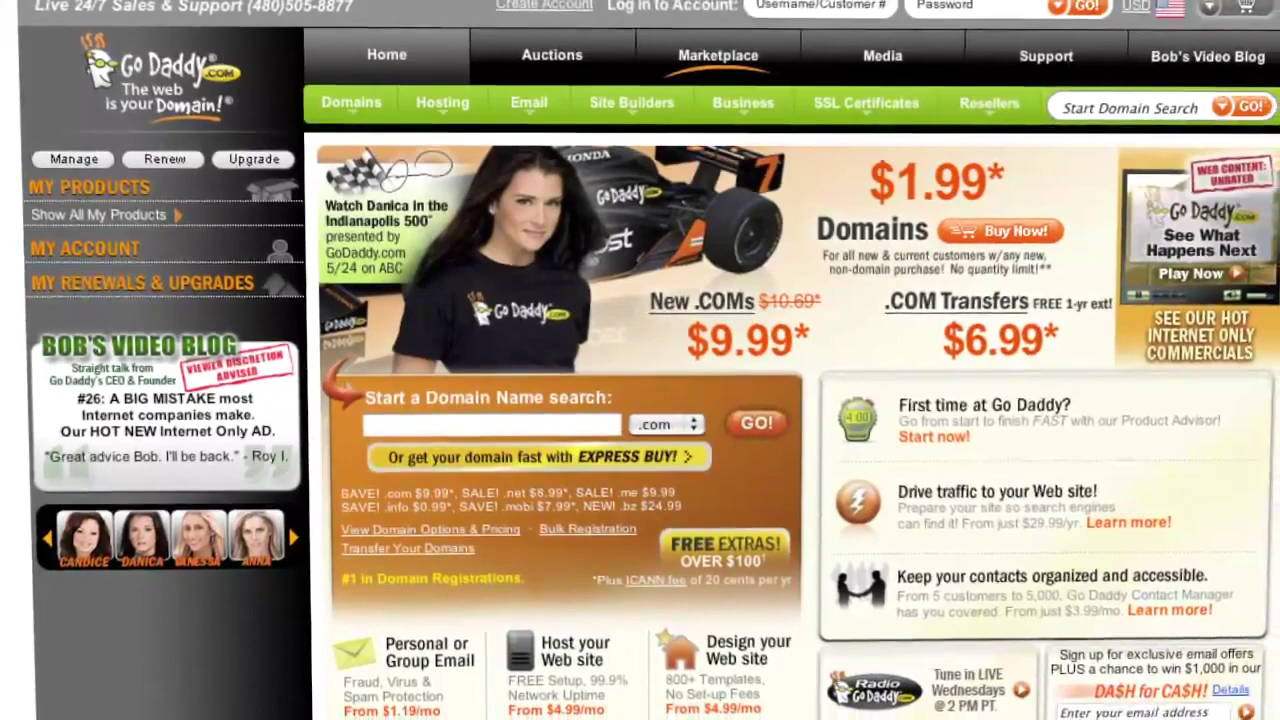 Live 24/7 Sales & Support (480)505-8877
Create Account
Log in to Account:
Username/Customer #
Password
GO!
USD
Go Daddy.COM
The web
is your Domain!®
Home
Auctions
Marketplace
Media
Support
Bob's Video Blog
Domains
Hosting
Email
Site Builders
Business
SSL Certificates
Resellers
Start Domain Search
GO!
Manage
Renew
Upgrade
MY PRODUCTS
Show All My Products
MY ACCOUNT
MY RENEWALS & UPGRADES
BOB'S VIDEO BLOG
Straight talk from
Go Daddy's CEO & Founder
VIEWER DISCRETION
ADVISED
#26: A BIG MISTAKE most
Internet companies make.
Our HOT NEW Internet Only AD.
"Great advice Bob. I'll be back." - Roy I.
CANDICE
DANICA
VANESSA
ANNA
Watch Danica in the
Indianapolis 500™
presented by
GoDaddy.com
5/24 on ABC
HONDA
7
GoDaddy.COM
ost
GoDaddy
Go Daddy.COM
$1.99*
Domains
Buy Now!
For all new & current customers w/any new,
non-domain purchase! No quantity limit!**
New .COMs $10.69*
$9.99*
.COM Transfers FREE 1-yr ext!
$6.99*
WEB CONTENT:
UNRATED
Go Daddy.COM
See What
Happens Next
Play Now
SEE OUR HOT
INTERNET ONLY
COMMERCIALS
Start a Domain Name search:
.com
GO!
Or get your domain fast with EXPRESS BUY! >
SAVE! .com $9.99*, SALE! .net $8.99*, SALE! .me $9.99
SAVE! .info $0.99*, SAVE! .mobi $7.99*, NEW! .bz $24.99
View Domain Options & Pricing
Bulk Registration
Transfer Your Domains
FREE EXTRAS!
OVER $100
#1 in Domain Registrations.
*Plus ICANN fee of 20 cents per yr
4:00
First time at Go Daddy?
Go from start to finish FAST with our Product Advisor!
Start now!
Drive traffic to your Web site!
Prepare your site so search engines
can find it! From just $29.99/yr. Learn more!
Keep your contacts organized and accessible.
From 5 customers to 5,000, Go Daddy Contact Manager
has you covered. From just $3.99/mo. Learn more!
Personal or
Group Email
Fraud, Virus &
Spam Protection
From $1.19/mo
Host your
Web site
FREE Setup, 99.9%
Network Uptime
From $4.99/mo
Design your
Web site
800+ Templates,
No Set-up Fees
From $4.99/mo
Radio
GoDaddy.COM
Tune in LIVE
Wednesdays
@ 2 PM PT.
Sign up for exclusive email offers
PLUS a chance to win $1,000 in our
DA$H for CA$H! Details
Enter your email address